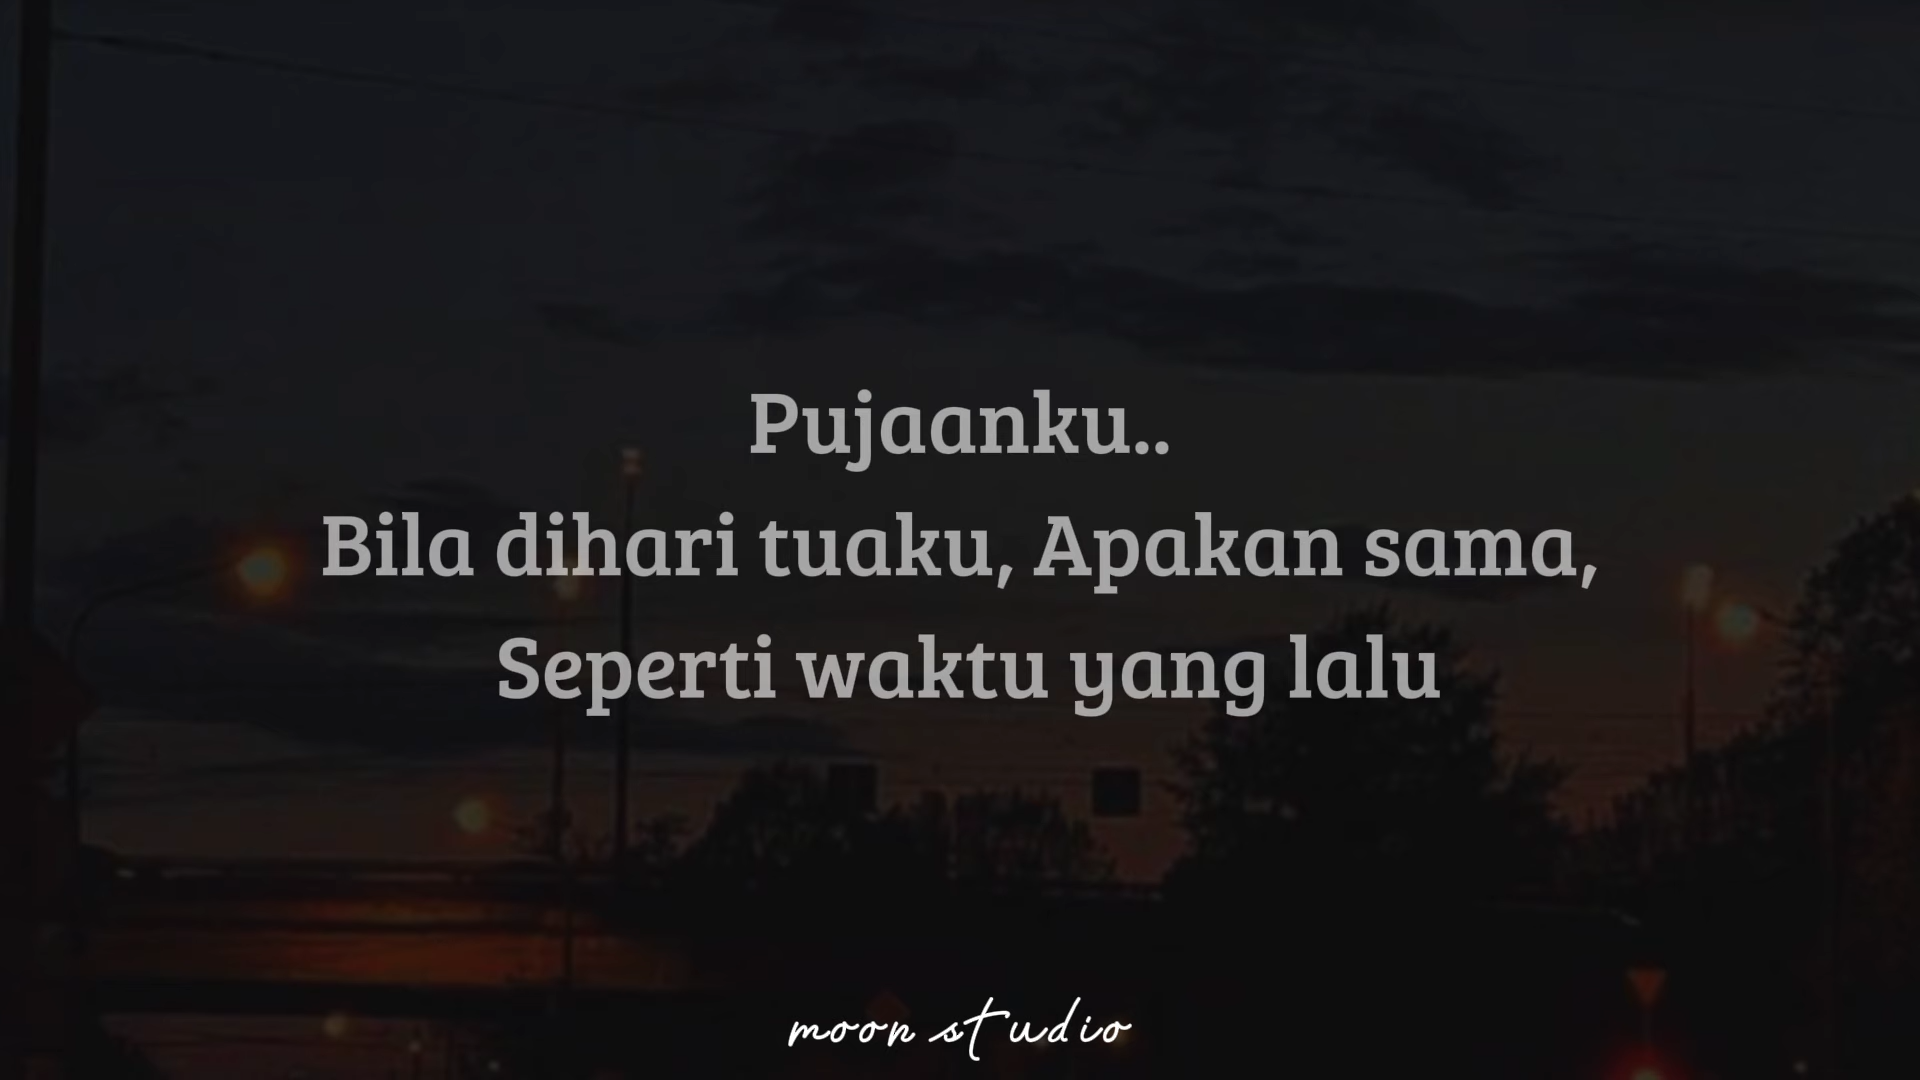 Pujaanku..
Bila dihari tuaku, Apakan sama,
Seperti waktu yang lalu
moon studio